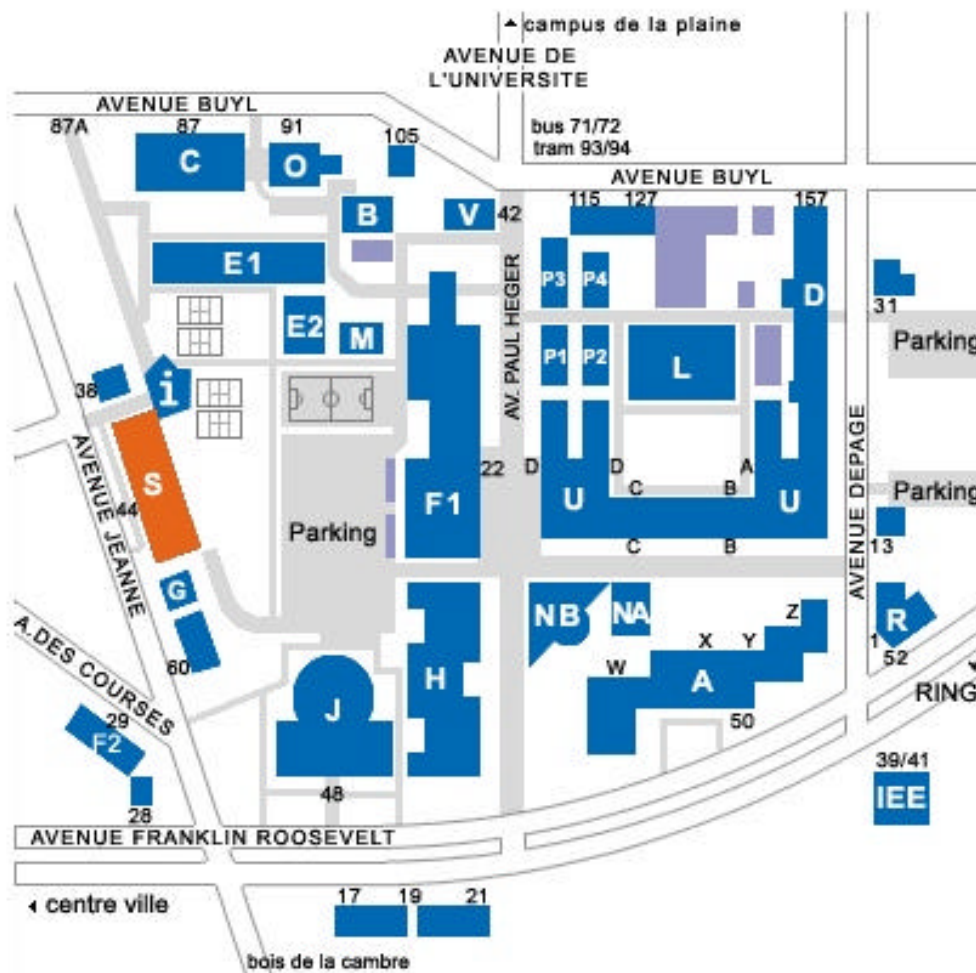 campus de la plaine
AVENUE DE
L'UNIVERSITE
AVENUE BUYL
87A
87
91
105
bus 71/72
tram 93/94
AVENUE BUYL
C
O
B
V
42
115
127
157
E1
P3
P4
D
31
E2
M
P1
P2
L
Parking
AV. PAUL HEGER
38
i
S
44
AVENUE JEANNE
Parking
F1
22
D
D
C
B
A
U
U
C
B
AVENUE DEPAGE
Parking
13
G
60
A.DES COURSES
29
F2
28
J
48
H
NB
NA
W
X
Y
Z
A
50
R
1
52
RING
39/41
IEE
AVENUE FRANKLIN ROOSEVELT
centre ville
17
19
21
bois de la cambre